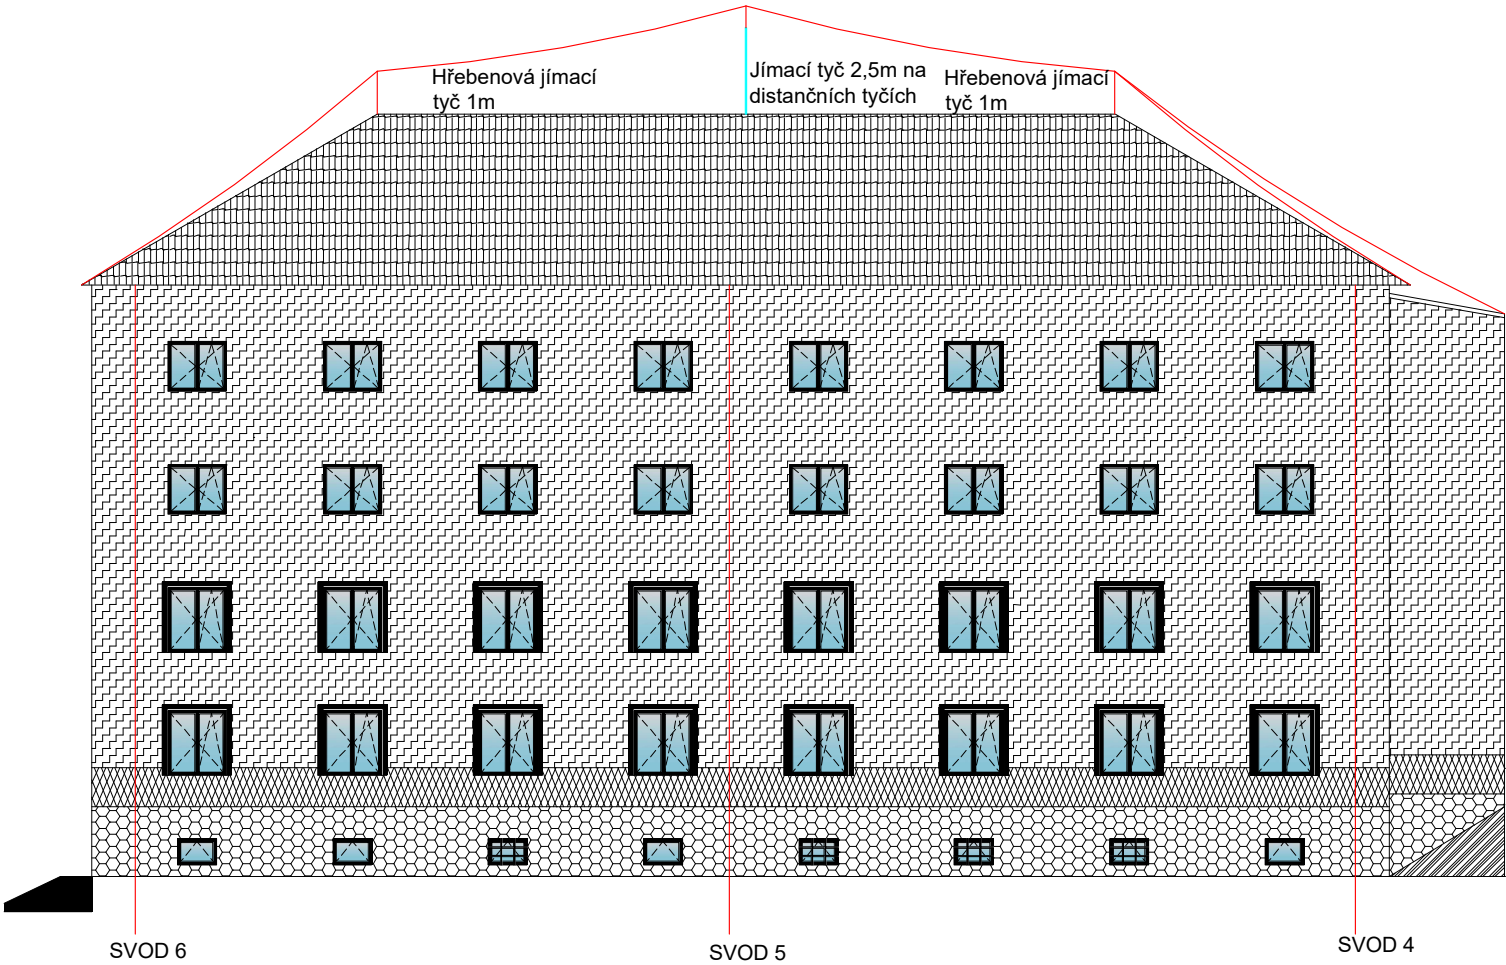 Hřebenová jímací
tyč 1m
Jímací tyč 2,5m na
distančních tyčích
Hřebenová jímací
tyč 1m
SVOD 6
SVOD 5
SVOD 4